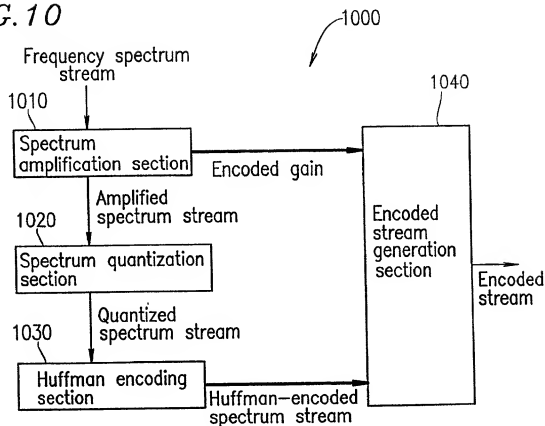 G.10
1000
Frequency spectrum
stream
1010
1040
Spectrum
amplification section
Encoded gain
Amplified
spectrum stream
1020
Spectrum quantization
section
Encoded
stream
generation
section
Encoded
stream
Quantized
spectrum stream
1030
Huffman encoding
section
Huffman-encoded
spectrum stream